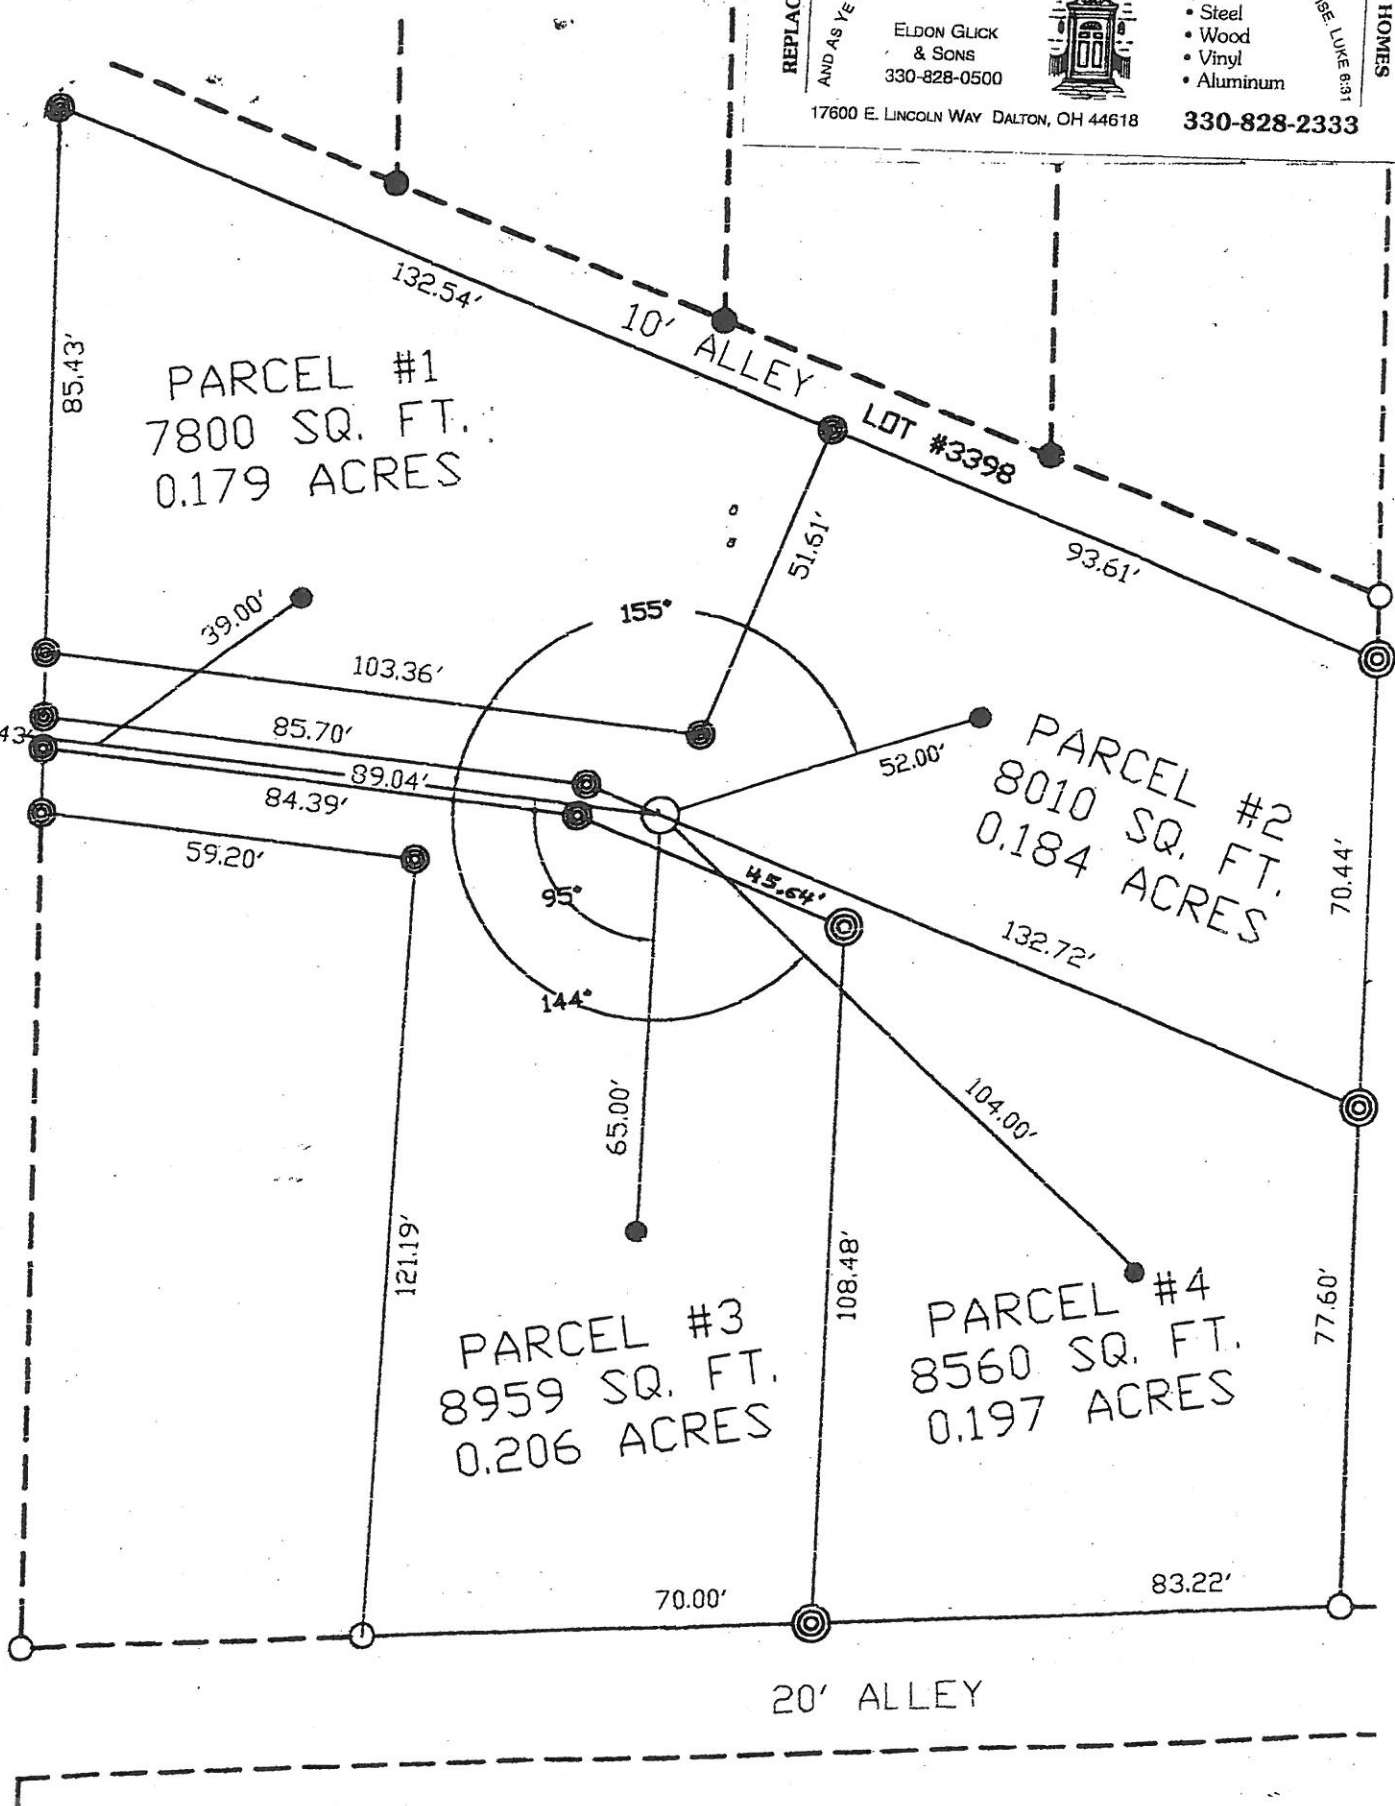 REPLAC
AND AS YE
ELDON GLICK
& SONS
330-828-0500
• Steel
• Wood
• Vinyl
• Aluminum
LUKE 6:31
HOMES
17600 E. LINCOLN WAY DALTON, OH 44618
330-828-2333
132.54'
10' ALLEY
85.43'
PARCEL #1
7800 SQ. FT.
0.179 ACRES
LOT #3398
51.61'
93.61'
39.00'
155°
103.36'
85.70'
43'
89.04'
84.39'
59.20'
52.00'
PARCEL #2
8010 SQ. FT.
0.184 ACRES
70.44'
45.64'
95°
132.72'
144°
65.00'
104.00'
121.19'
108.48'
77.60'
PARCEL #3
8959 SQ. FT.
0.206 ACRES
PARCEL #4
8560 SQ. FT.
0.197 ACRES
70.00'
83.22'
20' ALLEY